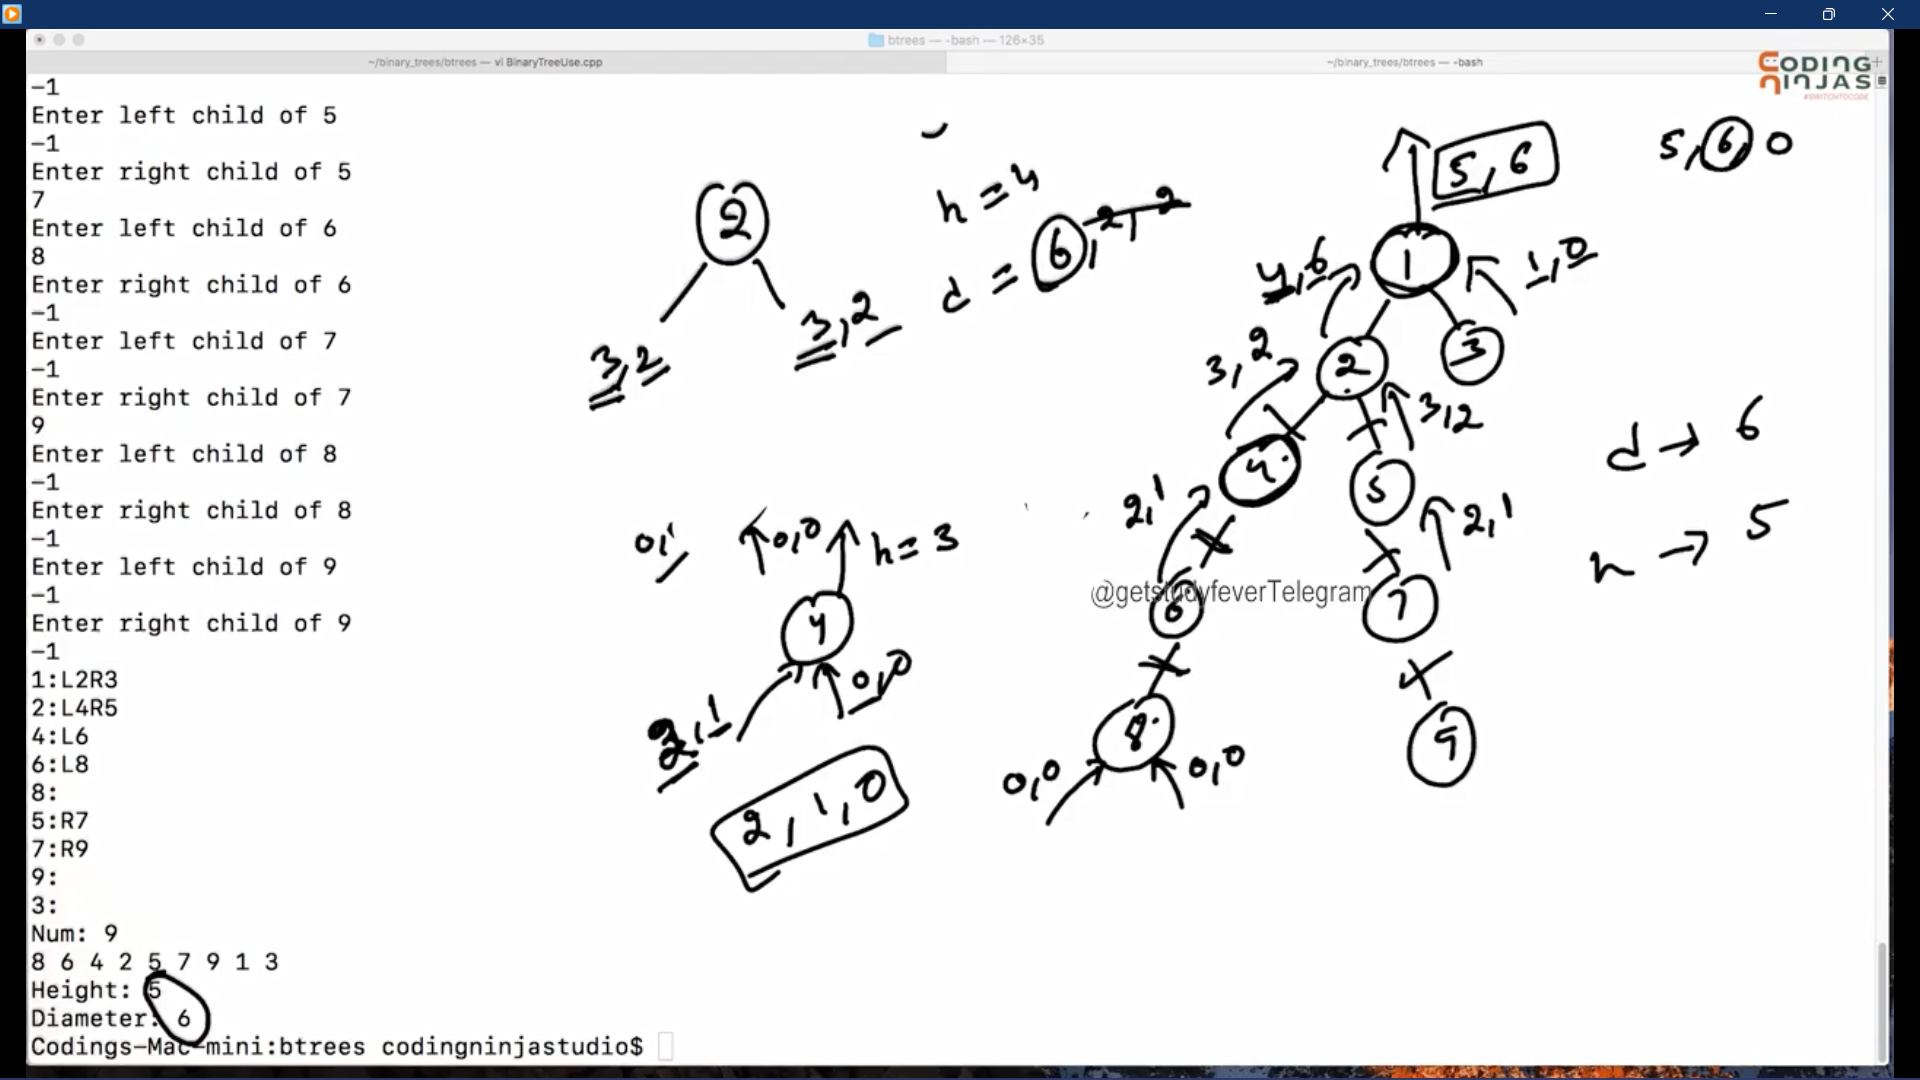 btrees — -bash — 126×35
~/binary_trees/btrees — vi BinaryTreeUse.cpp
~/binary_trees/btrees — -bash
CODING NINJAS
#SWITCHTOCODE
-1
Enter left child of 5
-1
Enter right child of 5
7
Enter left child of 6
8
Enter right child of 6
-1
Enter left child of 7
-1
Enter right child of 7
9
Enter left child of 8
-1
Enter right child of 8
-1
Enter left child of 9
-1
Enter right child of 9
-1
1:L2R3
2:L4R5
4:L6
6:L8
8:
5:R7
7:R9
9:
3:
Num: 9
8 6 4 2 5 7 9 1 3
Height: 5
Diameter: 6
Codings-Mac-mini:btrees codingninjastudio$
2
3,2
3,2
h = 4
d = 6, 2, 2
0,1
0,0
h = 3
4
2,1
0,0
2, 1, 0
5, 6
5, 6, 0
1
4,6
1,0
2
3
3,2
3,2
4
5
2,1
2,1
@getstudyfeverTelegram
6
7
8
9
0,0
0,0
d → 6
h → 5